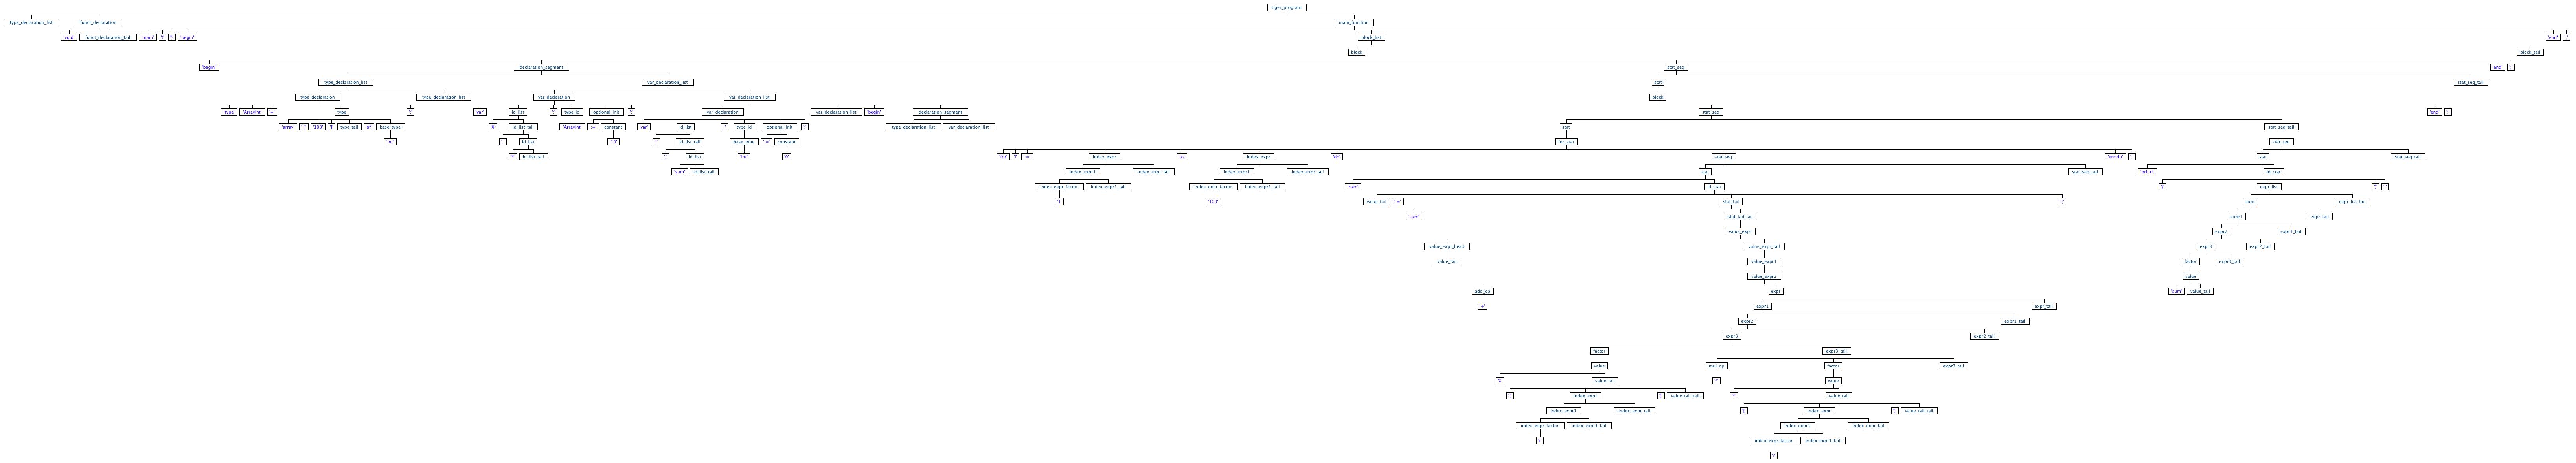 tiger_program
type_declaration_list funct_declaration main_function
'void' funct_declaration_tail 'main' '(' ')' 'begin' block_list 'end' ';'
block block_tail
'begin' declaration_segment stat_seq 'end' ';'
type_declaration_list var_declaration_list stat stat_seq_tail
type_declaration type_declaration_list var_declaration var_declaration_list block
'type' 'ArrayInt' '=' type ';' 'var' id_list ':' type_id optional_init ';' var_declaration var_declaration_list 'begin' declaration_segment stat_seq 'end' ';'
'array' '[' '100' ']' type_tail 'of' base_type 'X' id_list_tail 'ArrayInt' ':=' constant 'var' id_list ':' type_id optional_init ';' type_declaration_list var_declaration_list stat stat_seq_tail
'int' ',' id_list '10' 'i' id_list_tail base_type ':=' constant for_stat stat_seq
'Y' id_list_tail ',' id_list 'int' '0' 'for' 'i' ':=' index_expr 'to' index_expr 'do' stat_seq 'enddo' ';' stat stat_seq_tail
'sum' id_list_tail index_expr1 index_expr_tail index_expr1 index_expr_tail stat stat_seq_tail 'print' id_stat
index_expr_factor index_expr1_tail index_expr_factor index_expr1_tail 'sum' id_stat '(' expr_list ')' ';'
'1' '100' value_tail ':=' stat_tail ';' expr expr_list_tail
'sum' stat_tail_tail expr1 expr_tail
value_expr expr2 expr1_tail
value_expr_head value_expr_tail expr3 expr2_tail
value_tail value_expr1 factor expr3_tail
value_expr2 value
add_op expr 'sum' value_tail
'+' expr1 expr_tail
expr2 expr1_tail
expr3 expr2_tail
factor expr3_tail
value mul_op factor expr3_tail
'X' value_tail '*' value
'[' index_expr ']' value_tail_tail 'Y' value_tail
index_expr1 index_expr_tail '[' index_expr ']' value_tail_tail
index_expr_factor index_expr1_tail index_expr1 index_expr_tail
'i' index_expr_factor index_expr1_tail
'i'